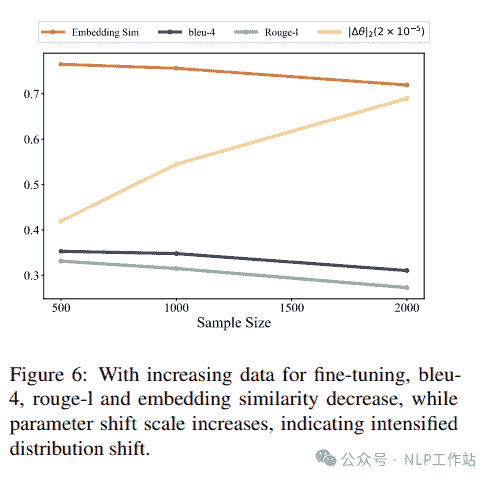 Embedding Sim bleu-4 Rouge-l |Δθ|₂(2 × 10⁻⁵)
0.7
0.6
0.5
0.4
0.3
500 1000 1500 2000
Sample Size
Figure 6: With increasing data for fine-tuning, bleu-
4, rouge-l and embedding similarity decrease, while
parameter shift scale increases, indicating intensified
distribution shift.
公众号 · NLP工作站